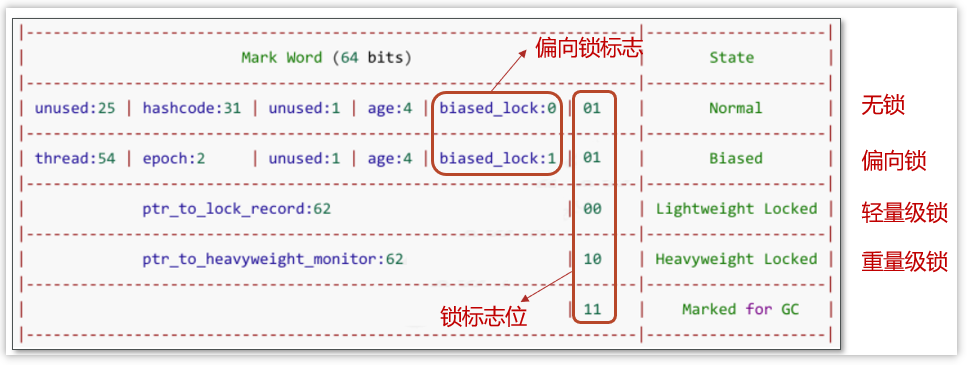 偏向锁标志
Mark Word (64 bits) | State
unused:25 | hashcode:31 | unused:1 | age:4 | biased_lock:0 | 01 | Normal 无锁
thread:54 | epoch:2 | unused:1 | age:4 | biased_lock:1 | 01 | Biased 偏向锁
ptr_to_lock_record:62 | 00 | Lightweight Locked 轻量级锁
ptr_to_heavyweight_monitor:62 | 10 | Heavyweight Locked 重量级锁
| 11 | Marked for GC
锁标志位